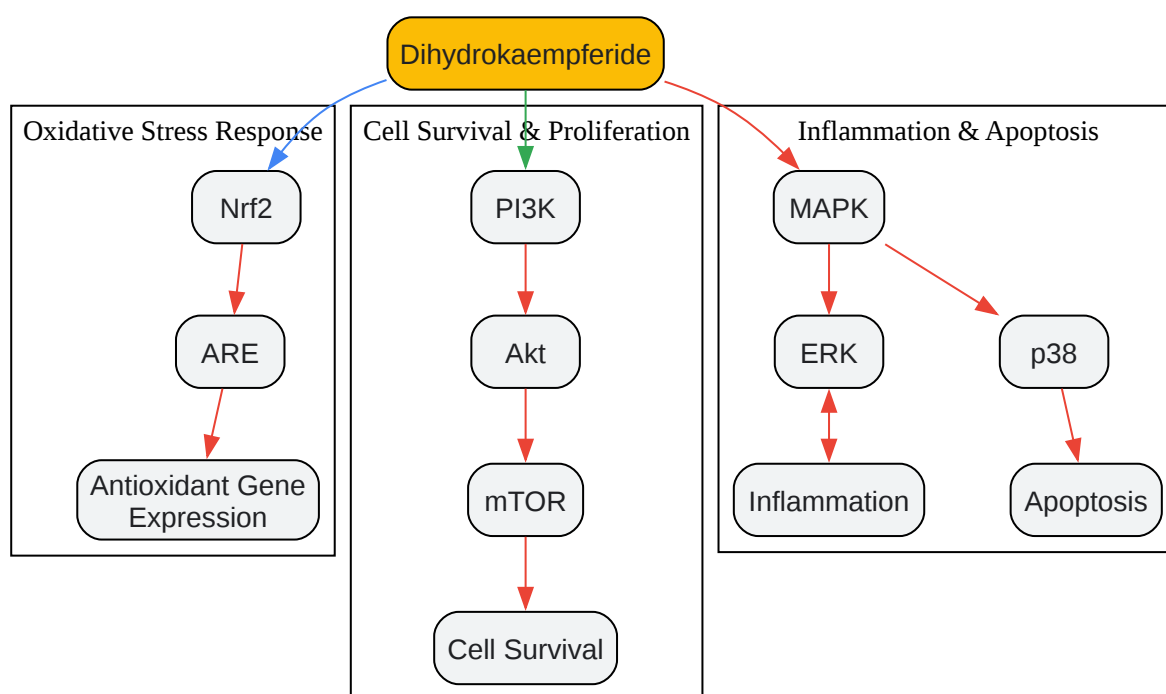 Dihydrokaempferide
Oxidative Stress Response
Cell Survival & Proliferation
Inflammation & Apoptosis
Nrf2
PI3K
MAPK
ARE
Akt
ERK
p38
Antioxidant Gene
Expression
mTOR
Inflammation
Apoptosis
Cell Survival